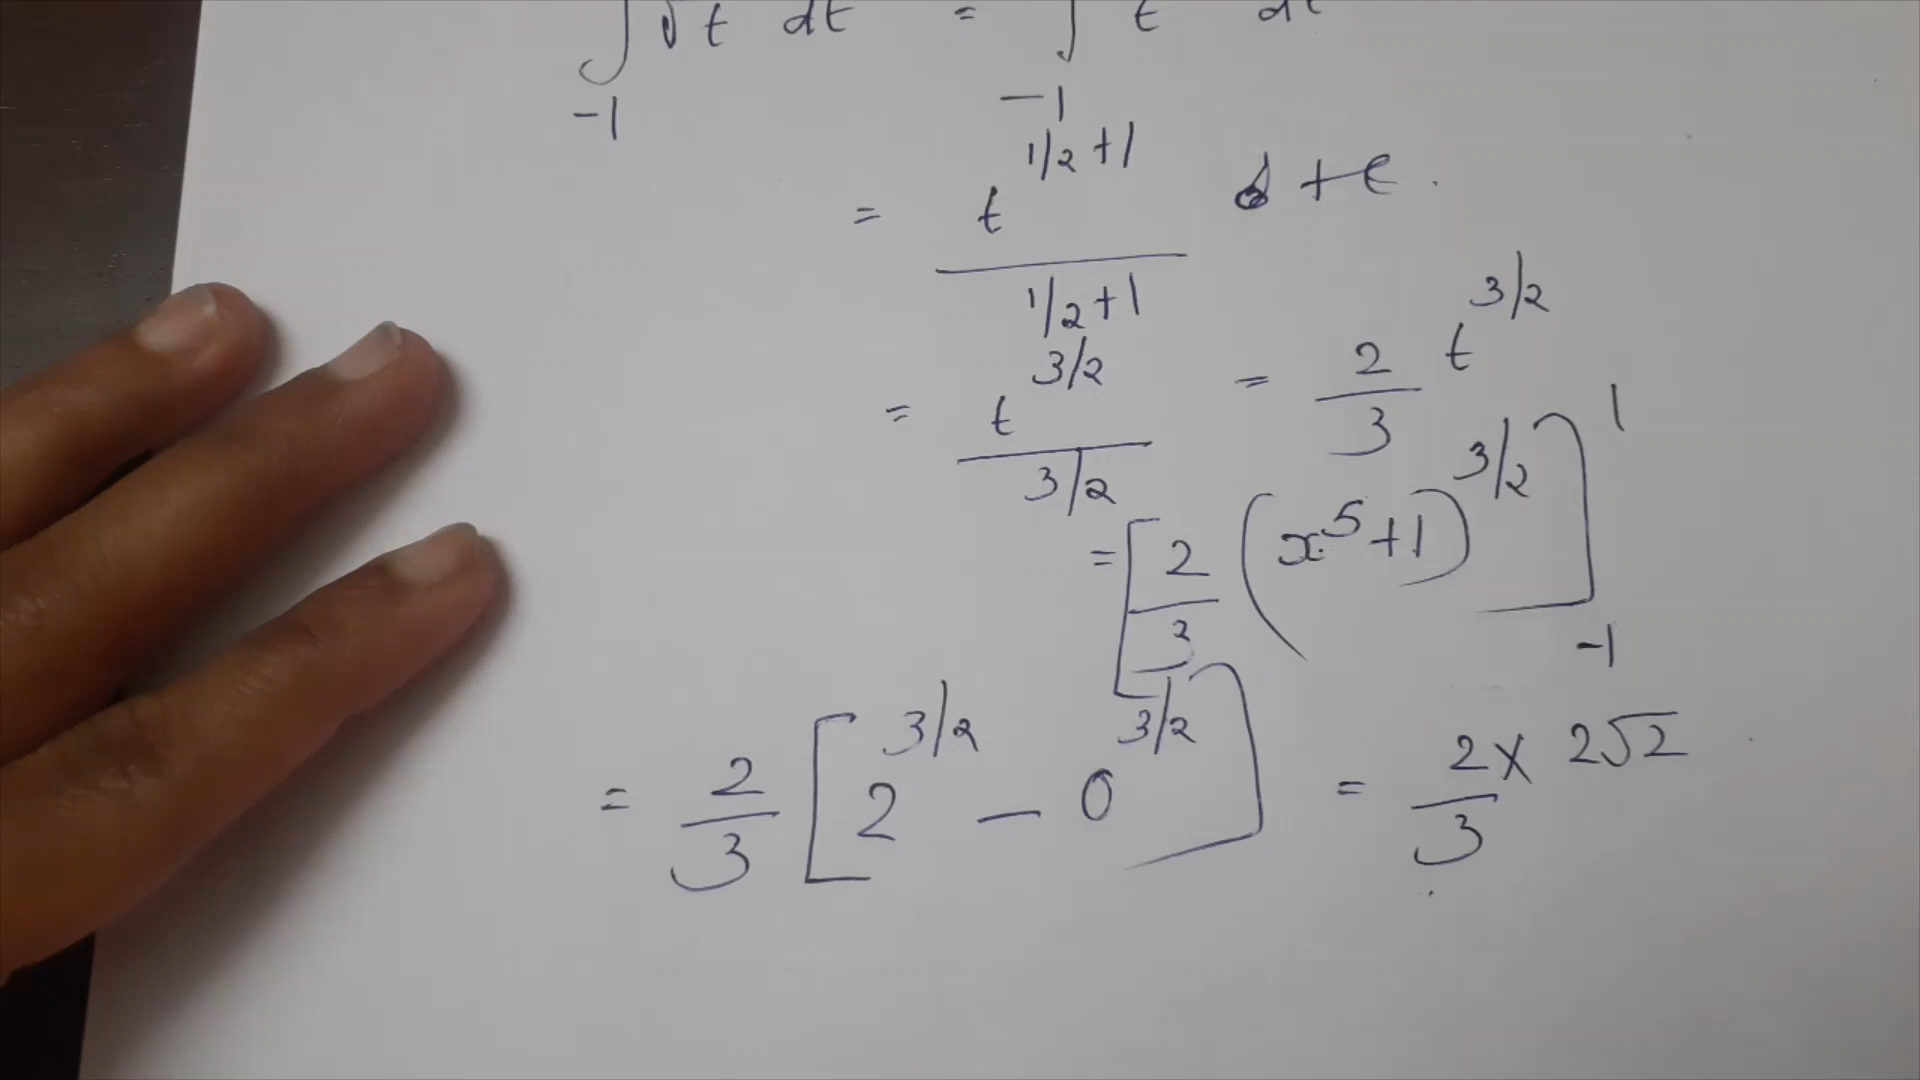 ∫ √t dt = ∫ t dt
-1 -1
= t^(1/2+1) / (1/2+1) +c.
= t^(3/2) / (3/2) = 2/3 t^(3/2)
= [2/3 (x^5+1)^(3/2)]^1_-1
= 2/3 [2^(3/2) - 0^(3/2)] = 2/3 × 2√2